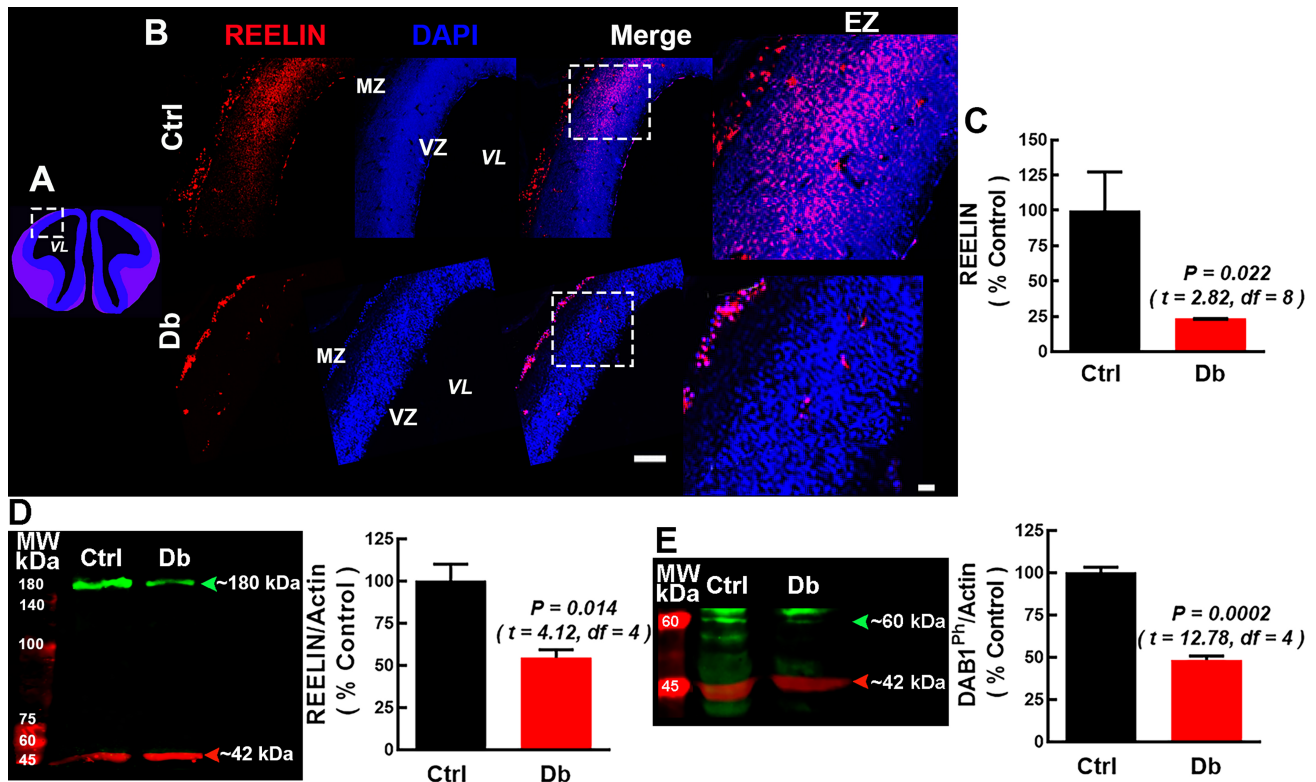 B
REELIN
DAPI
Merge
EZ
Ctrl
MZ
VZ
VL
A
VL
Db
MZ
VZ
VL
C
REELIN
( % Control )
150
125
100
75
50
25
0
P = 0.022
( t = 2.82, df = 8 )
Ctrl
Db
D
MW
kDa
Ctrl
Db
180
140
100
75
60
45
~180 kDa
~42 kDa
REELIN/Actin
( % Control )
125
100
75
50
25
0
P = 0.014
( t = 4.12, df = 4 )
Ctrl
Db
E
MW
kDa
Ctrl
Db
60
45
~60 kDa
~42 kDa
DAB1^Ph/Actin
( % Control )
125
100
75
50
25
0
P = 0.0002
( t = 12.78, df = 4 )
Ctrl
Db